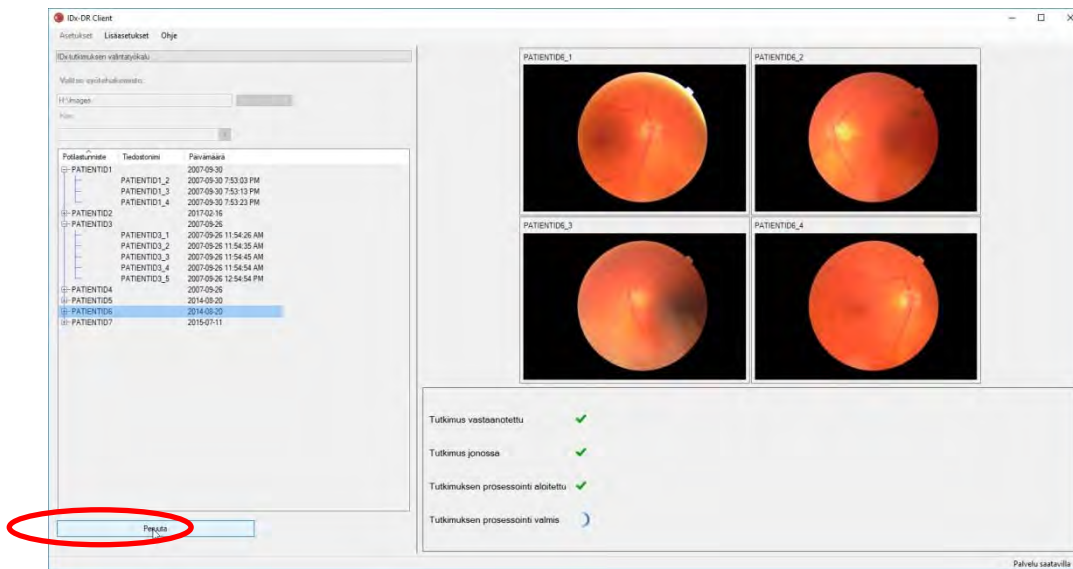 IDx-DR Client
Asetukset Lisäasetukset Ohje
IDx-tutkimuksen valintatyökalu
H:\Images
Potilastunniste Tiedostonimi Päivämäärä
PATIENTID1 2007-09-30
PATIENTID1_2 2007-09-30 7:53:03 PM
PATIENTID1_3 2007-09-30 7:53:13 PM
PATIENTID1_4 2007-09-30 7:53:23 PM
PATIENTID2 2017-02-16
PATIENTID3 2007-09-26
PATIENTID3_1 2007-09-26 11:54:26 AM
PATIENTID3_2 2007-09-26 11:54:35 AM
PATIENTID3_3 2007-09-26 11:54:45 AM
PATIENTID3_4 2007-09-26 11:54:54 AM
PATIENTID3_5 2007-09-26 12:54:54 PM
PATIENTID4 2007-09-26
PATIENTID5 2014-08-20
PATIENTID6 2014-08-20
PATIENTID7 2015-07-11
Peruuta
PATIENTID6_1
PATIENTID6_2
PATIENTID6_3
PATIENTID6_4
Tutkimus vastaanotettu
Tutkimus jonossa
Tutkimuksen prosessointi aloitettu
Tutkimuksen prosessointi valmis
Palvelu saatavilla